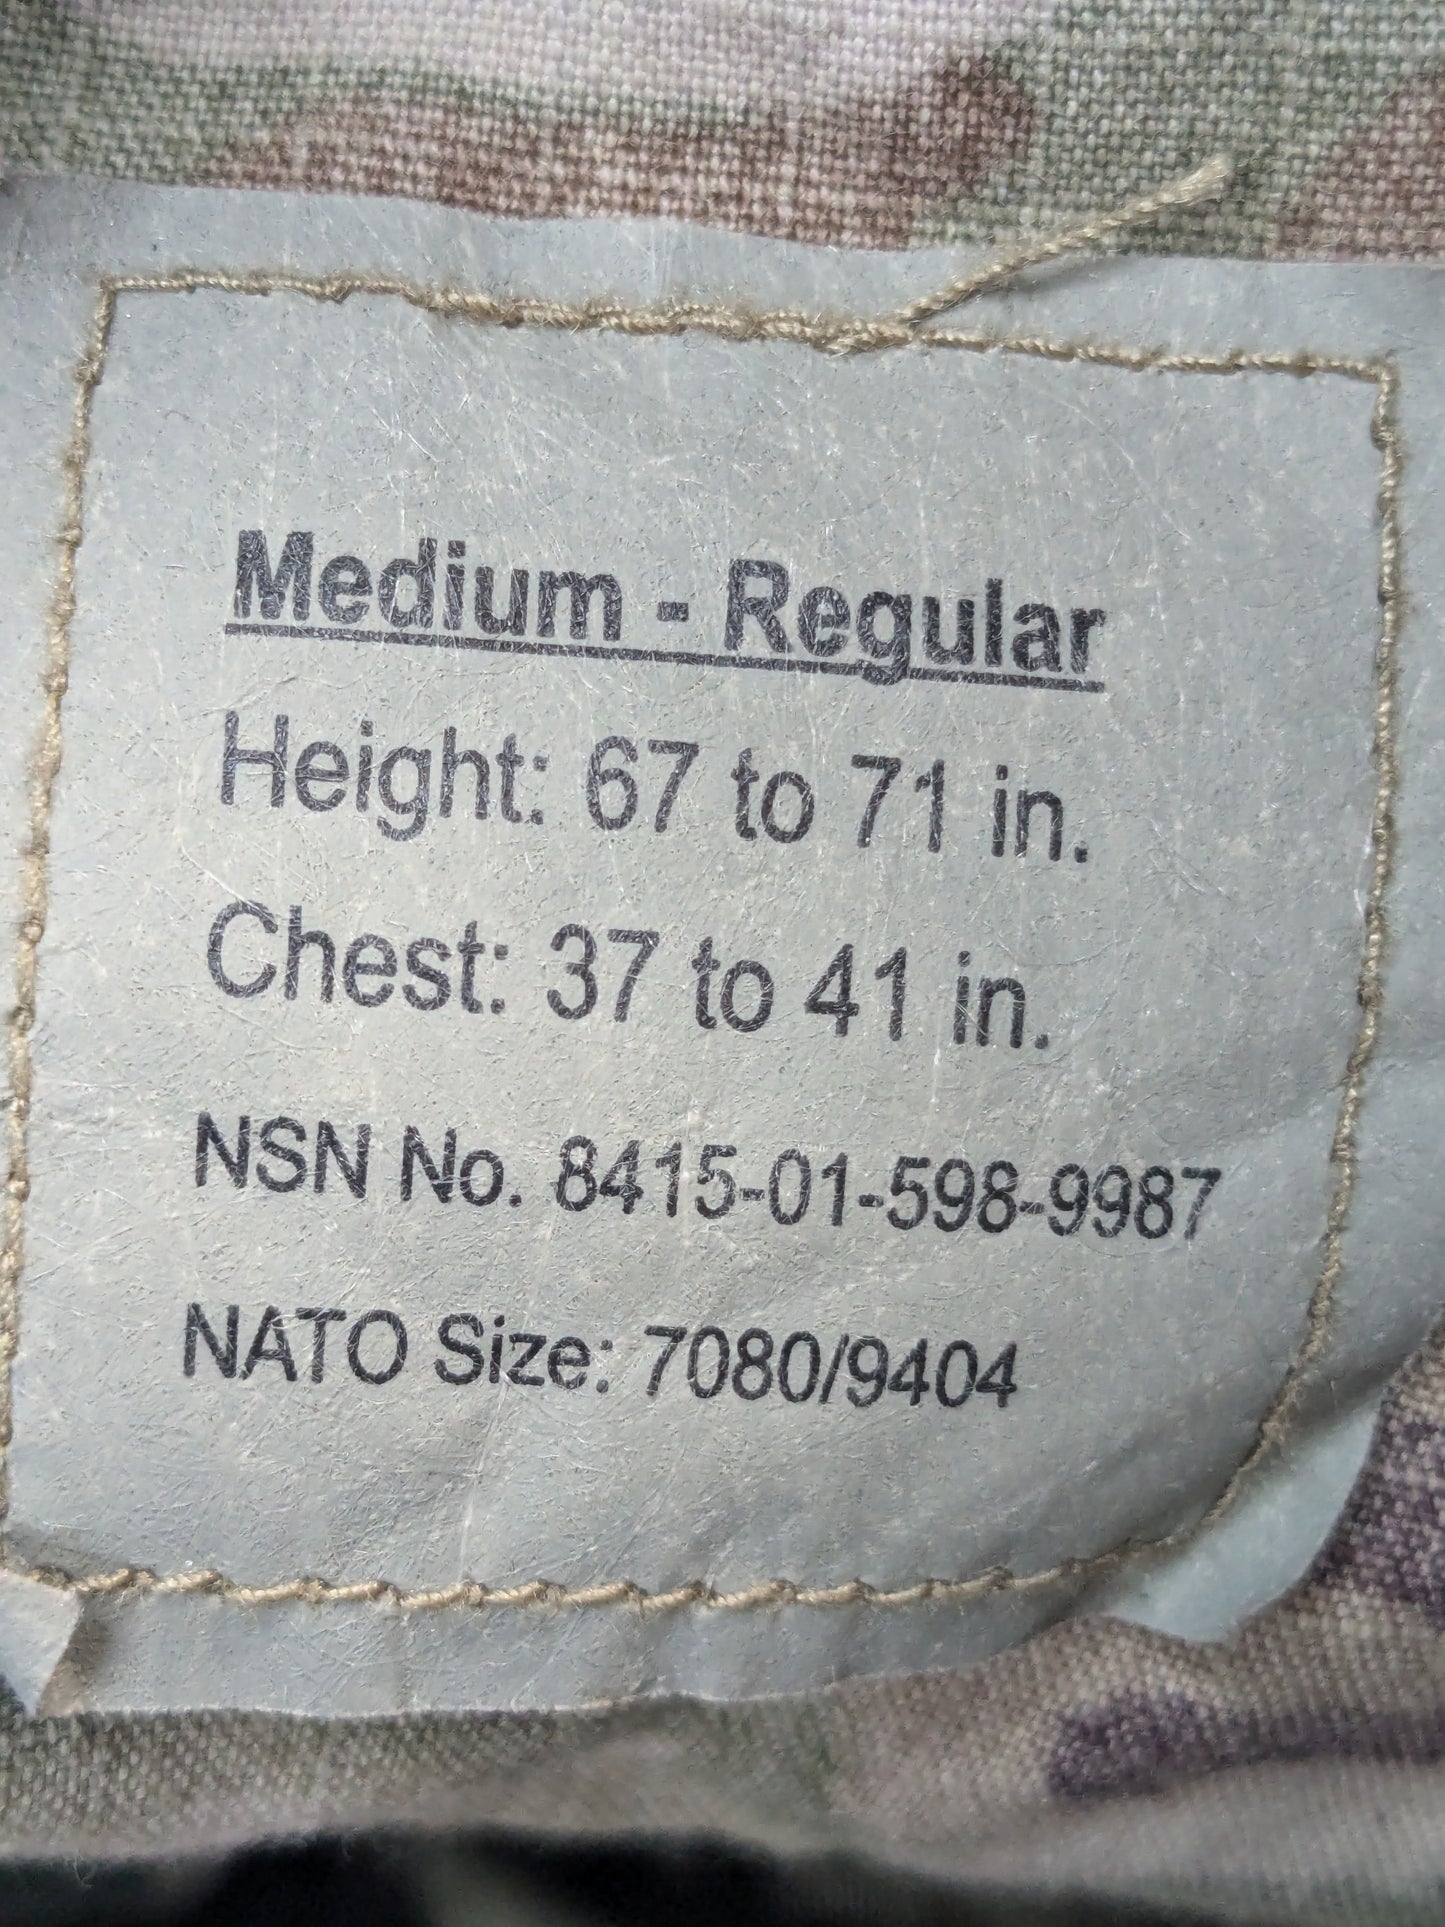 Medium - Regular
Height: 67 to 71 in.
Chest: 37 to 41 in.
NSN No. 8415-01-598-9987
NATO Size: 7080/9404